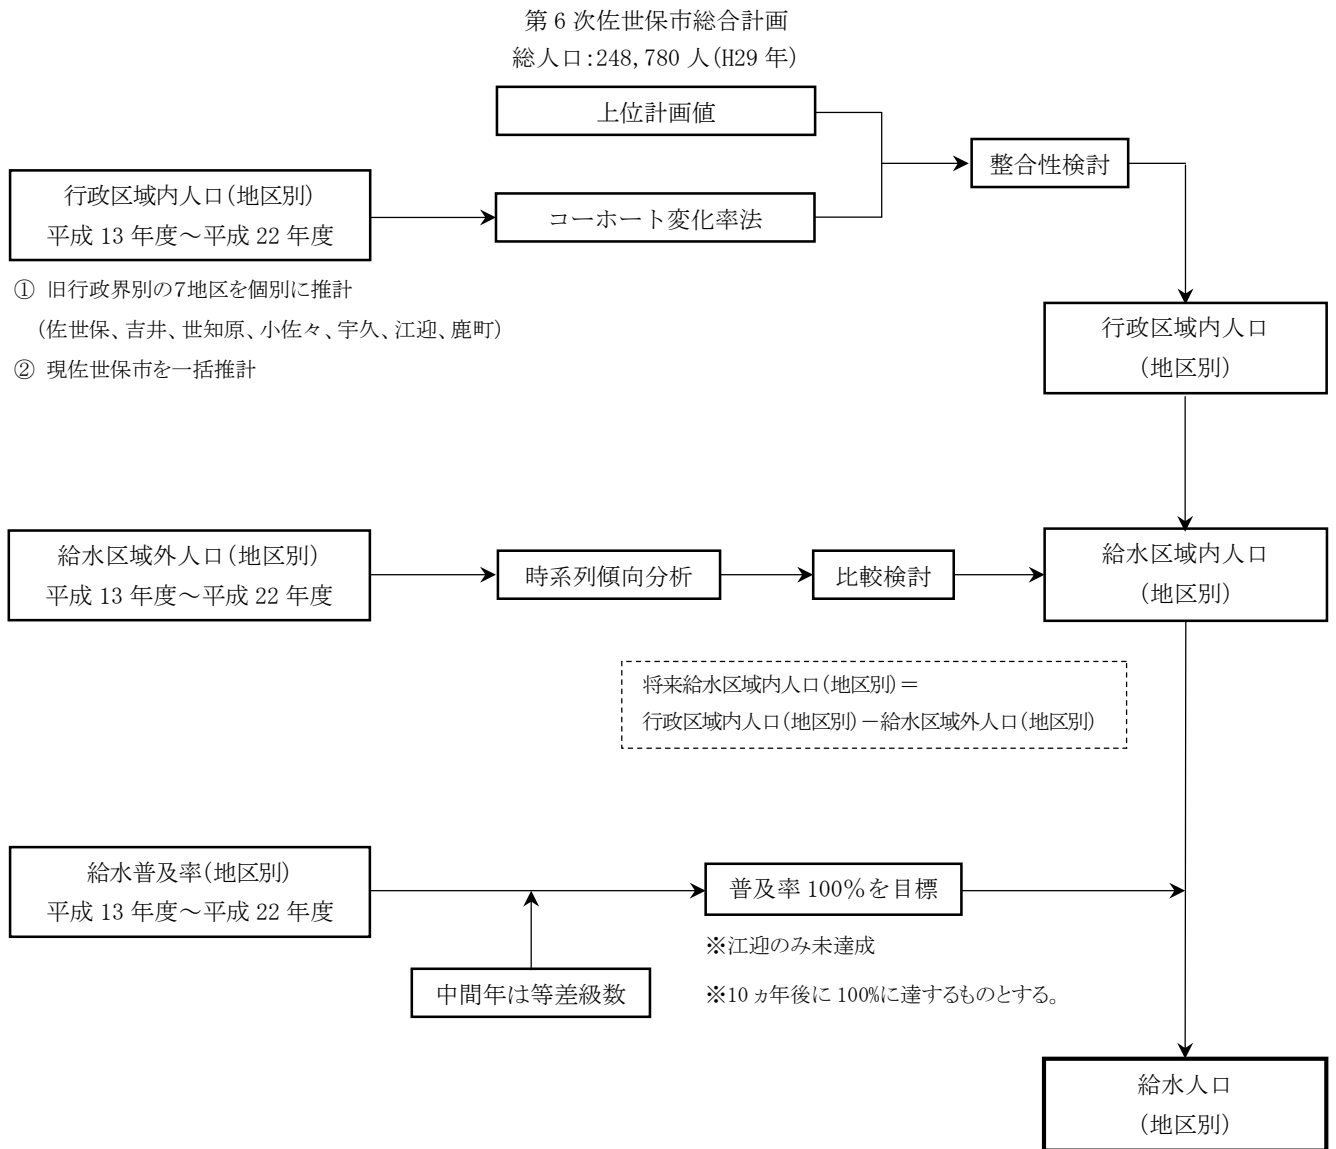 第6次佐世保市総合計画
総人口:248,780人(H29年)
上位計画値
整合性検討
行政区域内人口(地区別)
平成13年度～平成22年度
コーホート変化率法
① 旧行政界別の7地区を個別に推計
(佐世保、吉井、世知原、小佐々、宇久、江迎、鹿町)
② 現佐世保市を一括推計
行政区域内人口
(地区別)
給水区域外人口(地区別)
平成13年度～平成22年度
時系列傾向分析
比較検討
給水区域内人口
(地区別)
将来給水区域内人口(地区別)＝
行政区域内人口(地区別)－給水区域外人口(地区別)
給水普及率(地区別)
平成13年度～平成22年度
普及率100％を目標
※江迎のみ未達成
中間年は等差級数
※10ヵ年後に100%に達するものとする。
給水人口
(地区別)